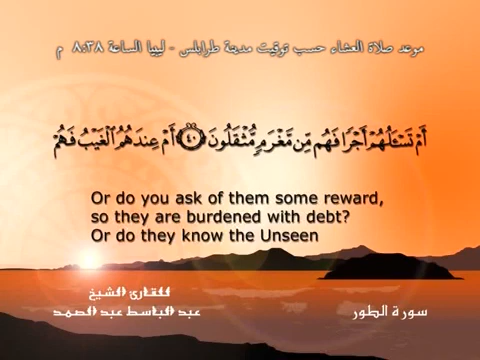 موعد صلاة العشاء حسب توقيت مدينة طرابلس - ليبيا الساعة ٨:٣٨ م
أَمْ تَسْـَٔلُهُمْ أَجْرًا فَهُم مِّن مَّغْرَمٍ مُّثْقَلُونَ ٤٠ أَمْ عِندَهُمُ الْغَيْبُ فَهُمْ
Or do you ask of them some reward,
so they are burdened with debt?
Or do they know the Unseen
للقارئ الشيخ
عبد الباسط عبد الصمد
سورة الطور